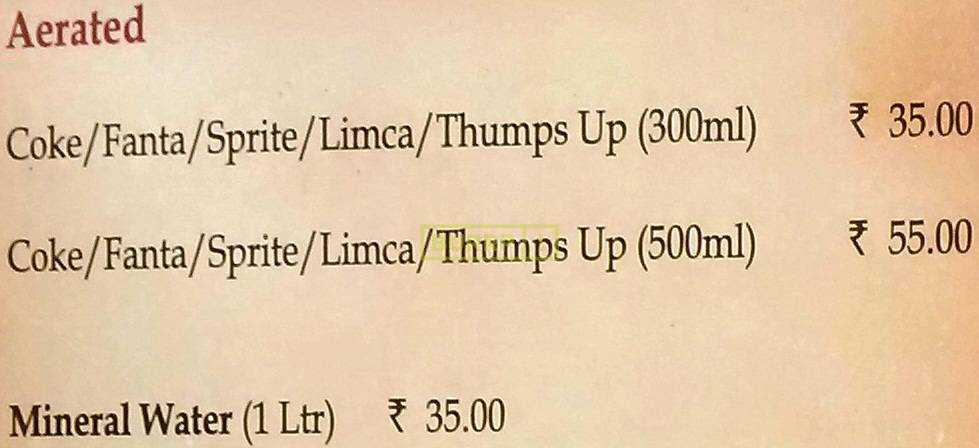 Aerated
Coke/Fanta/Sprite/Limca/Thumps Up (300ml) ₹ 35.00
Coke/Fanta/Sprite/Limca/Thumps Up (500ml) ₹ 55.00
Mineral Water (1 Ltr) ₹ 35.00